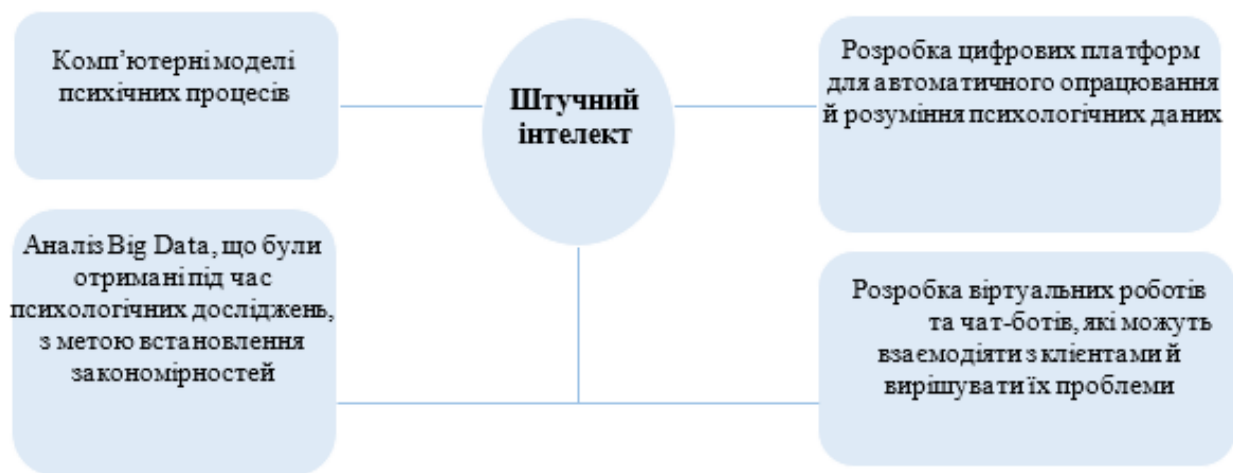 Комп’ютерні моделі
психічних процесів
Штучний
інтелект
Розробка цифрових платформ
для автоматичного опрацювання
й розуміння психологічних даних
Аналіз Big Data, що були
отримані під час
психологічних досліджень,
з метою встановлення
закономірностей
Розробка віртуальних роботів
та чат-ботів, які можуть
взаємодіяти з клієнтами й
вирішувати їх проблеми